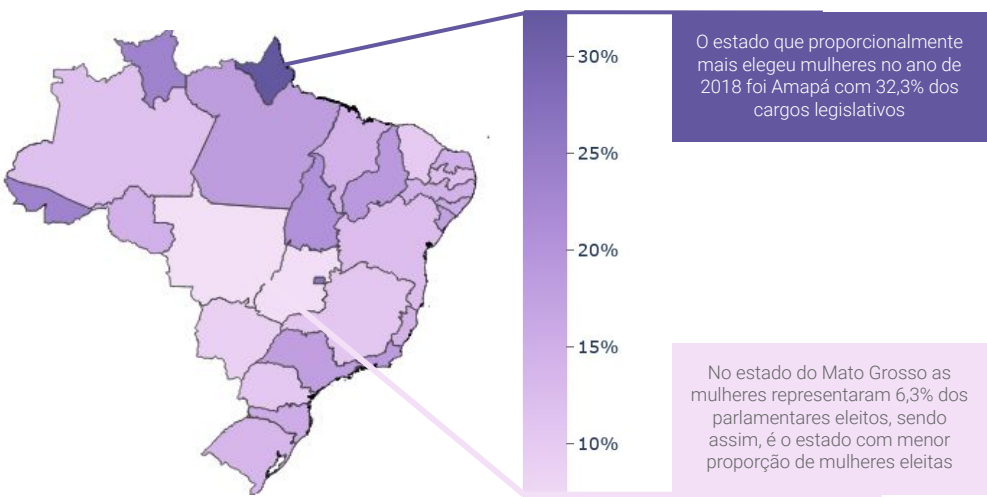 O estado que proporcionalmente
mais elegeu mulheres no ano de
2018 foi Amapá com 32,3% dos
cargos legislativos
30%
25%
20%
15%
10%
No estado do Mato Grosso as
mulheres representaram 6,3% dos
parlamentares eleitos, sendo
assim, é o estado com menor
proporção de mulheres eleitas